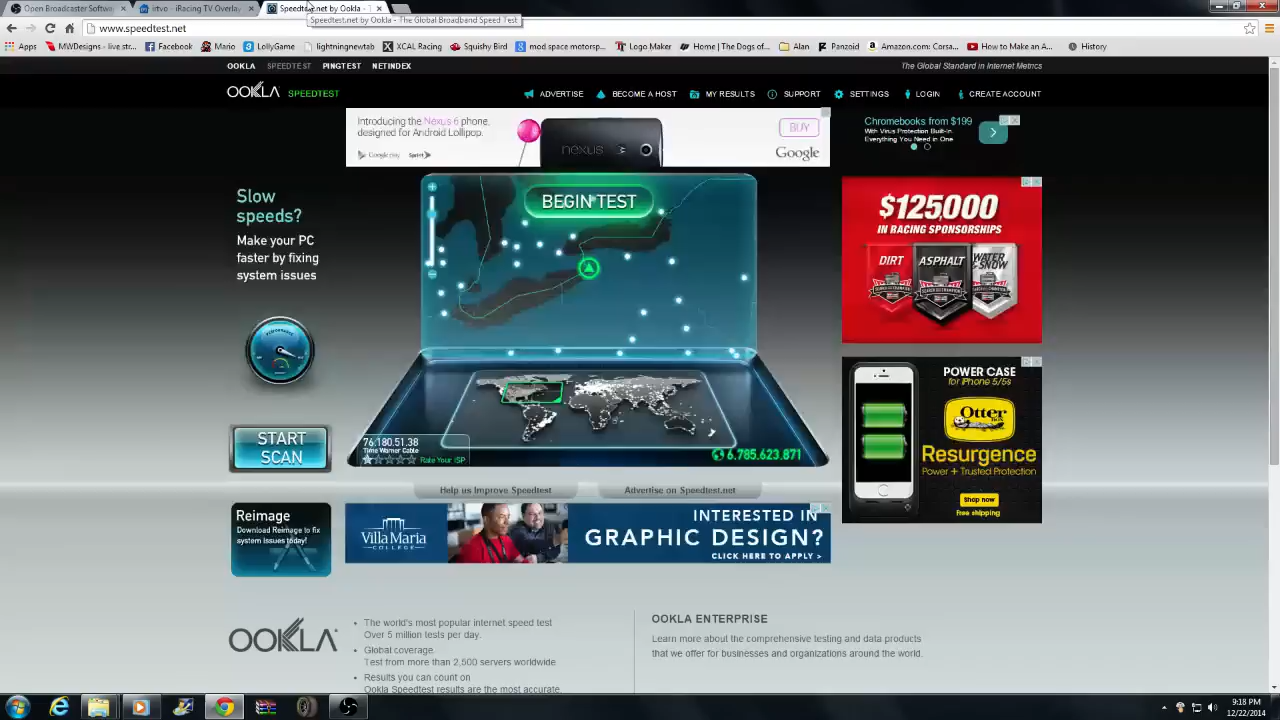 Open Broadcaster Softwa
irtvo - iRacing TV Overlay
Speedtest.net by Ookla - T
Speedtest.net by Ookla - The Global Broadband Speed Test
www.speedtest.net
Apps
MWDesigns - live.str...
Facebook
Mario
LollyGame
lightningnewtab
XCAL Racing
Squishy Bird
mod space motorsp...
Logo Maker
Home | The Dogs of...
Alan
Panzoid
Amazon.com: Corsa...
How to Make an A...
History
OOKLA
SPEEDTEST
PINGTEST
NETINDEX
The Global Standard in Internet Metrics
OOKLA
SPEEDTEST
ADVERTISE
BECOME A HOST
MY RESULTS
SUPPORT
SETTINGS
LOGIN
CREATE ACCOUNT
Introducing the Nexus 6 phone,
designed for Android Lollipop.
Google play
Sprint
nexus
BUY
Google
Chromebooks from $199
With Virus Protection Built-In.
Everything You Need in One
Slow
speeds?
Make your PC
faster by fixing
system issues
PERFORMANCE
START
SCAN
BEGIN TEST
76.180.51.38
Time Warner Cable
Rate Your ISP
6,785,623,871
$125,000
IN RACING SPONSORSHIPS
DIRT
ASPHALT
WATER
& SNOW
POWER CASE
for iPhone 5/5s
Otter
Box
Resurgence
Power + Trusted Protection
Shop now
Free shipping
Help us Improve Speedtest
Advertise on Speedtest.net
Reimage
Download Reimage to fix
system issues today!
Villa Maria
COLLEGE
INTERESTED IN
GRAPHIC DESIGN?
CLICK HERE TO APPLY >
OOKLA
The world's most popular internet speed test
Over 5 million tests per day.
Global coverage
Test from more than 2,500 servers worldwide.
Results you can count on
Ookla Speedtest results are the most accurate.
OOKLA ENTERPRISE
Learn more about the comprehensive testing and data products
that we offer for businesses and organizations around the world.
9:18 PM
12/22/2014